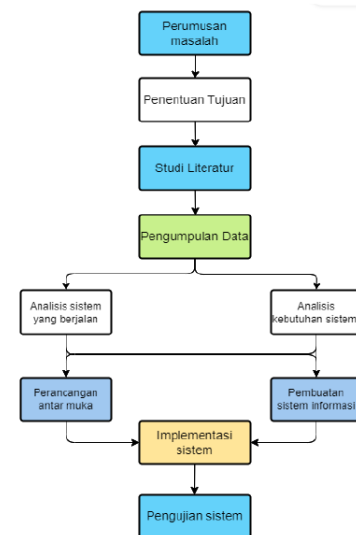 Perumusan
masalah
Penentuan Tujuan
Studi Literatur
Pengumpulan Data
Analisis sistem
yang berjalan
Analisis
kebutuhan sistem
Perancangan
antar muka
Pembuatan
sistem informasi
Implementasi
sistem
Pengujian sistem